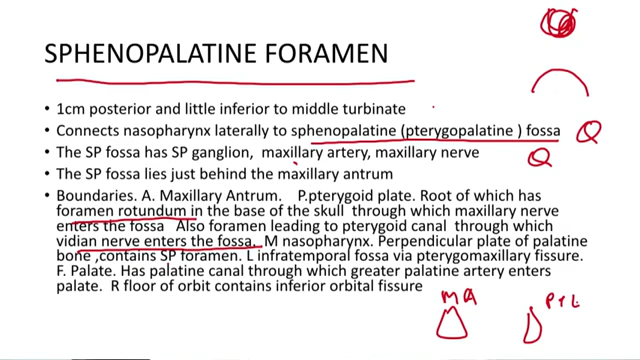 SPHENOPALATINE FORAMEN
• 1cm posterior and little inferior to middle turbinate
• Connects nasopharynx laterally to sphenopalatine (pterygopalatine ) fossa Q
• The SP fossa has SP ganglion, maxillary artery, maxillary nerve Q
• The SP fossa lies just behind the maxillary antrum
• Boundaries. A. Maxillary Antrum. P.pterygoid plate. Root of which has
foramen rotundum in the base of the skull through which maxillary nerve
enters the fossa Also foramen leading to pterygoid canal through which
vidian nerve enters the fossa. M nasopharynx. Perpendicular plate of palatine
bone ,contains SP foramen. L infratemporal fossa via pterygomaxillary fissure.
F. Palate. Has palatine canal through which greater palatine artery enters
palate. R floor of orbit contains inferior orbital fissure
MA PTL